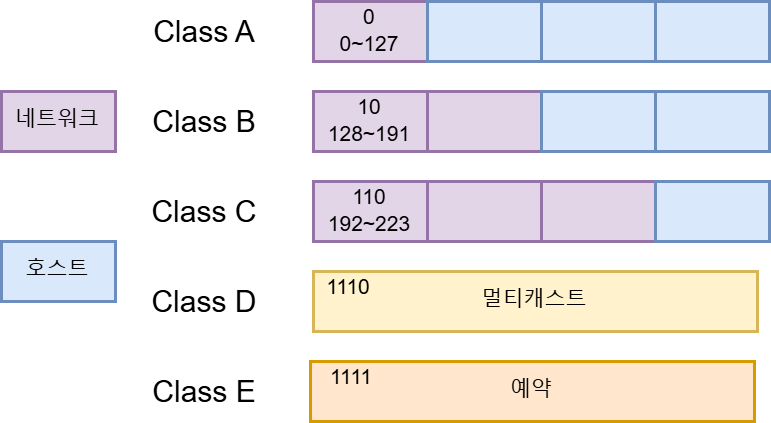 Class A
0
0~127
네트워크
Class B
10
128~191
Class C
110
192~223
호스트
Class D
1110
멀티캐스트
Class E
1111
예약